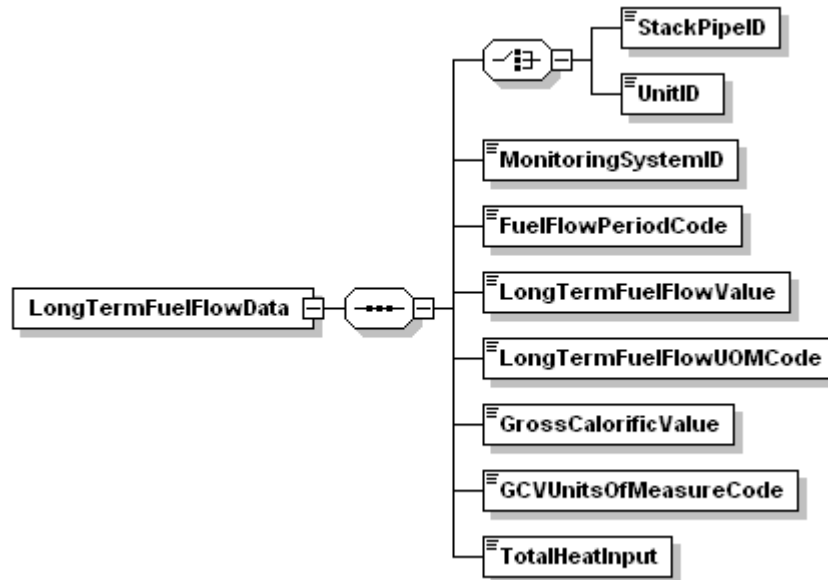 StackPipeID
UnitID
MonitoringSystemID
FuelFlowPeriodCode
LongTermFuelFlowData
LongTermFuelFlowValue
LongTermFuelFlowUOMCode
GrossCalorificValue
GCVUnitsOfMeasureCode
TotalHeatInput